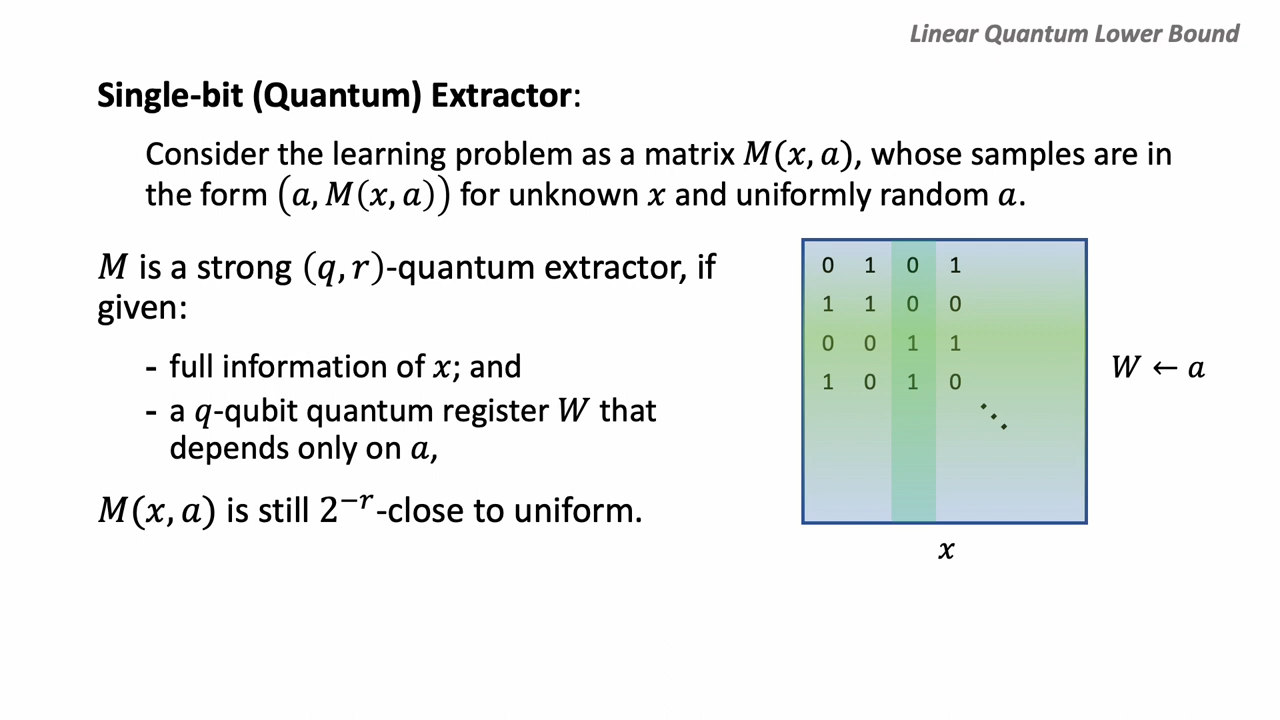 Linear Quantum Lower Bound
Single-bit (Quantum) Extractor:
Consider the learning problem as a matrix M(x, a), whose samples are in
the form (a, M(x, a)) for unknown x and uniformly random a.
M is a strong (q, r)-quantum extractor, if
given:
- full information of x; and
- a q-qubit quantum register W that
depends only on a,
M(x, a) is still 2^{-r}-close to uniform.
0 1 0 1
1 1 0 0
0 0 1 1
1 0 1 0
⋱
W ← a
x